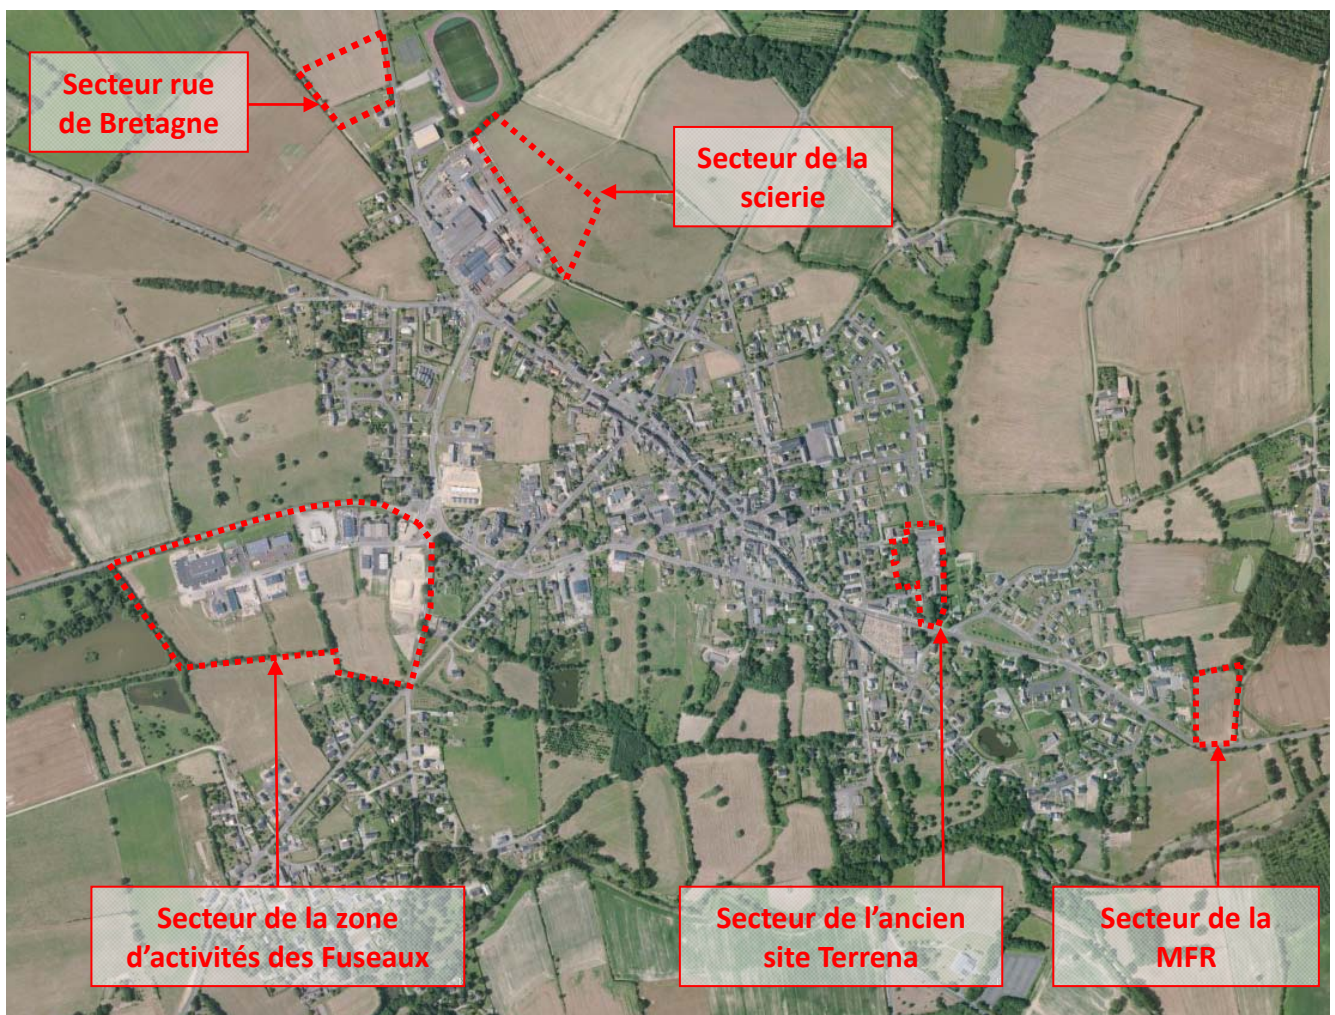 Secteur rue
de Bretagne
Secteur de la
scierie
Secteur de la zone
d’activités des Fuseaux
Secteur de l’ancien
site Terrena
Secteur de la
MFR